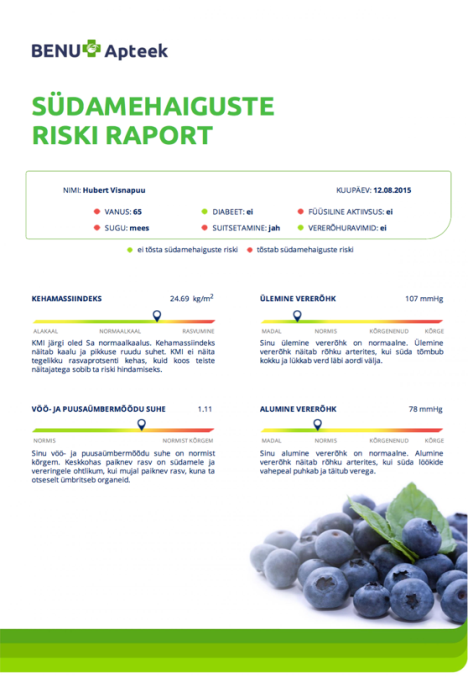 BENU Apteek
SÜDAMEHAIGUSTE
RISKI RAPORT
NIMI: Hubert Visnapuu
KUUPÄEV: 12.08.2015
VANUS: 65
DIABEET: ei
FÜÜSILINE AKTIIVSUS: ei
SUGU: mees
SUITSETAMINE: jah
VERERÕHURAVIMID: ei
ei tõsta südamehaiguste riski
tõstab südamehaiguste riski
KEHAMASSIINDEKS 24.69 kg/m²
ALAKAAL NORMAALKAAL RASVUMINE
KMI järgi oled Sa normaalkaalus. Kehamassiindeks
näitab kaalu ja pikkuse ruudu suhet. KMI ei näita
tegelikku rasvaprotsenti kehas, kuid koos teiste
näitajatega sobib ta riski hindamiseks.
ÜLEMINE VERERÕHK 107 mmHg
MADAL NORMIS KÕRGENENUD KÕRGE
Sinu ülemine vererõhk on normaalne. Ülemine
vererõhk näitab rõhku arterites, kui süda tõmbub
kokku ja lükkab verd läbi aordi välja.
VÖÖ- JA PUUSAÜMBERMÕÕDU SUHE 1.11
NORMIS NORMIST KÕRGEM
Sinu vöö- ja puusaümbermõõdu suhe on normist
kõrgem. Keskkohas paiknev rasv on südamele ja
vereringele ohtlikum, kui mujal paiknev rasv, kuna ta
otseselt ümbritseb organeid.
ALUMINE VERERÕHK 78 mmHg
MADAL NORMIS KÕRGENENUD KÕRGE
Sinu alumine vererõhk on normaalne. Alumine
vererõhk näitab rõhku arterites, kui süda löökide
vahepeal puhkab ja täitub verega.